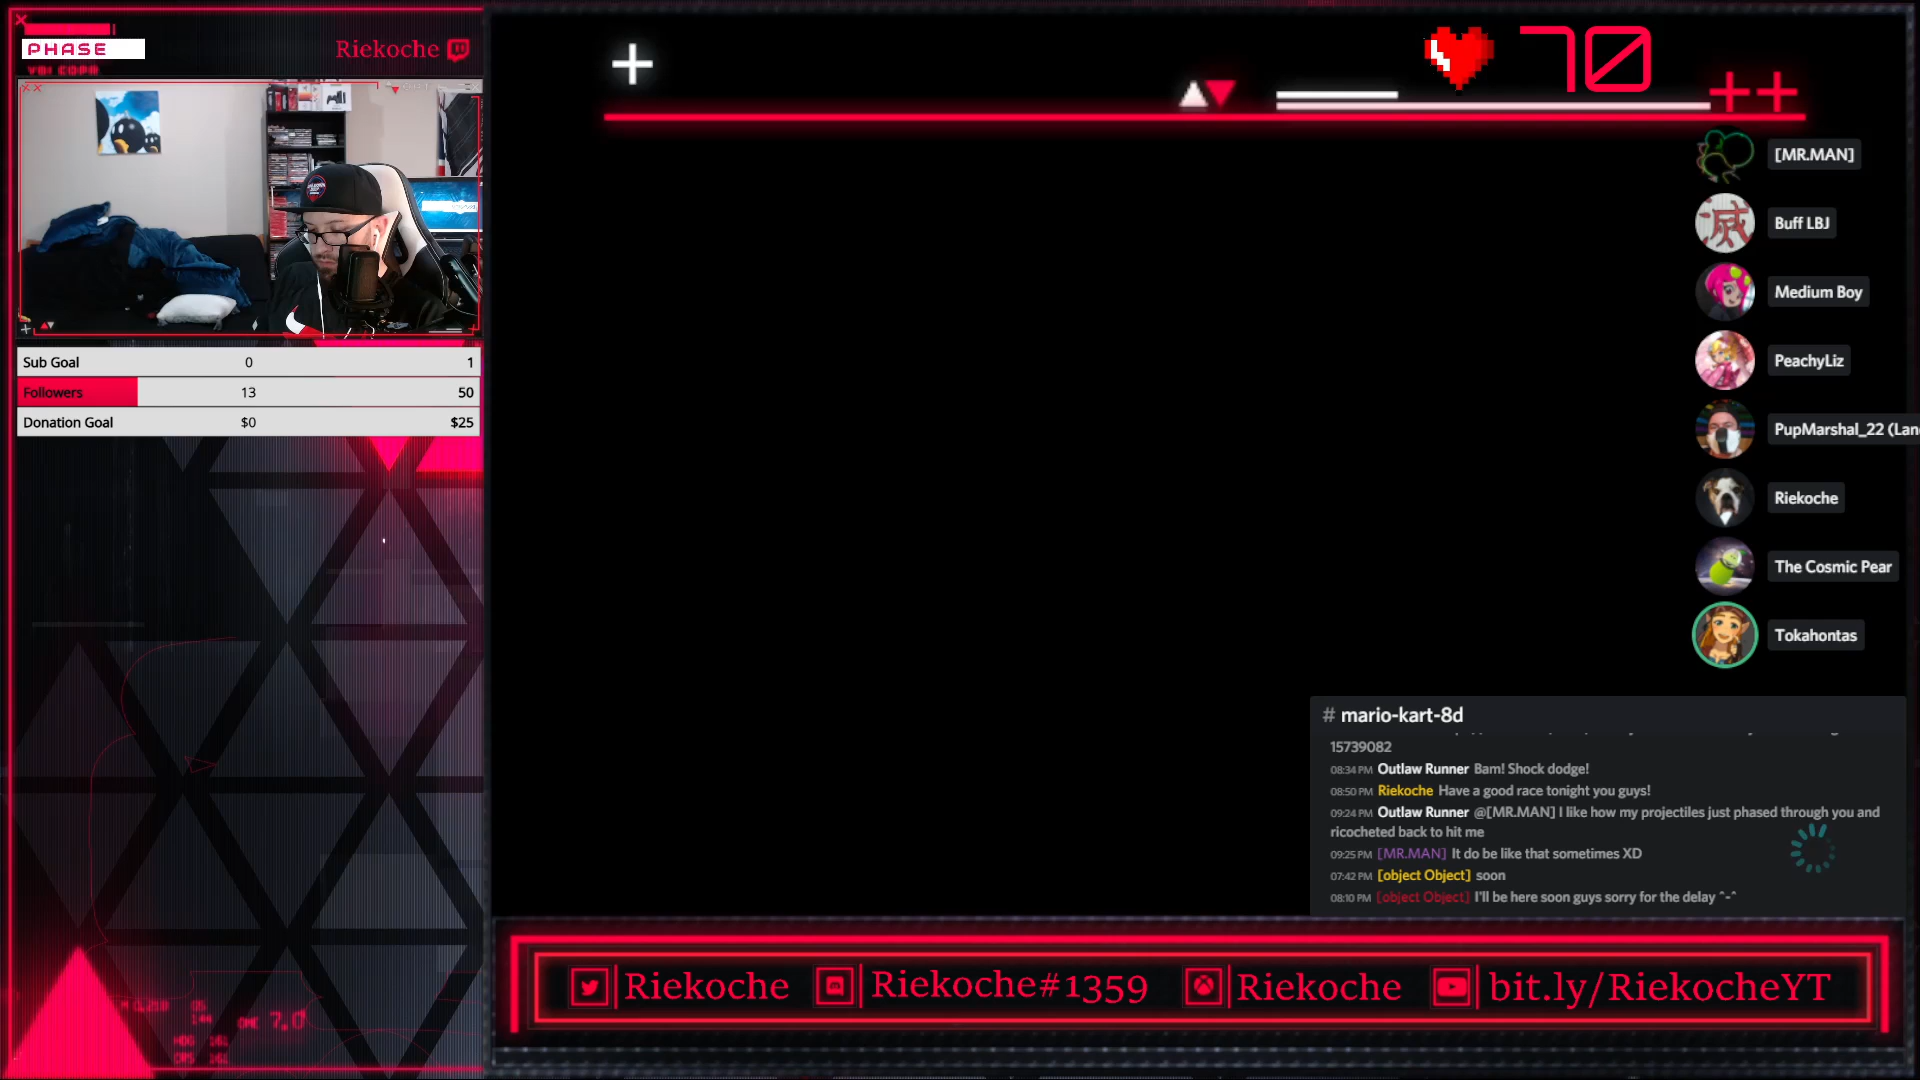 PHASE
Riekoche
Sub Goal 0 1
Followers 13 50
Donation Goal $0 $25
70
[MR.MAN]
Buff LBJ
Medium Boy
PeachyLiz
PupMarshal_22 (Lan
Riekoche
The Cosmic Pear
Tokahontas
# mario-kart-8d
15739082
08:34 PM Outlaw Runner Bam! Shock dodge!
08:50 PM Riekoche Have a good race tonight you guys!
09:24 PM Outlaw Runner @[MR.MAN] I like how my projectiles just phased through you and
ricocheted back to hit me
09:25 PM [MR.MAN] It do be like that sometimes XD
07:42 PM [object Object] soon
08:10 PM [object Object] I'll be here soon guys sorry for the delay ^-^
Riekoche Riekoche#1359 Riekoche bit.ly/RiekocheYT
7.0